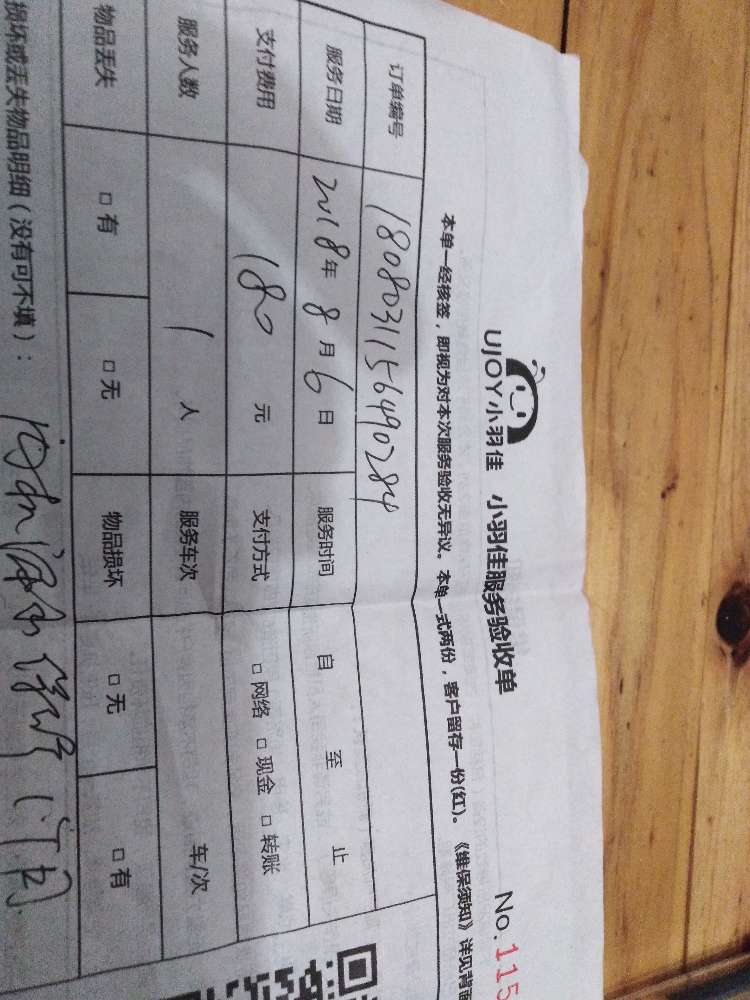 UJOY小羽佳 小羽佳服务验收单
No.115
本单一经核签，即视为对本次服务验收无异议。本单一式两份，客户留存一份(红)。《维保须知》详见背面
订单编号 180803115649028
服务日期 2018年8月6日 服务时间 自 至 止
支付费用 180 元 支付方式 □网络 □现金 □转账
服务人数 1 人 服务车次 车/次
物品丢失 □有 □无 物品损坏 □无 □有
损坏或丢失物品明细（没有可不填）：